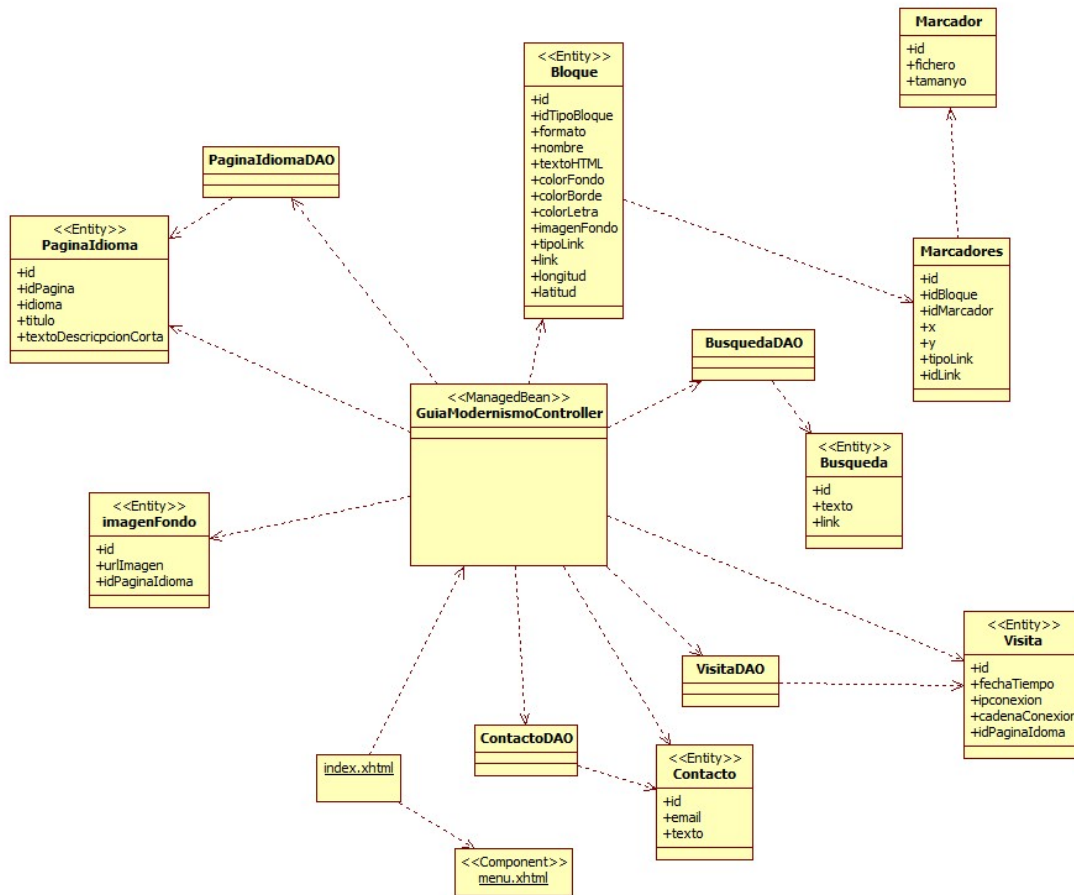 Marcador
+id
+fichero
+tamanyo
<<Entity>>
Bloque
+id
+idTipoBloque
+formato
+nombre
+textoHTML
+colorFondo
+colorBorde
+colorLetra
+imagenFondo
+tipoLink
+link
+longitud
+latitud
PaginaIdiomaDAO
<<Entity>>
PaginaIdioma
+id
+idPagina
+idioma
+titulo
+textoDescricpcionCorta
Marcadores
+id
+idBloque
+idMarcador
+x
+y
+tipoLink
+idLink
BusquedaDAO
<<ManagedBean>>
GuiaModernismoController
<<Entity>>
Busqueda
+id
+texto
+link
<<Entity>>
imagenFondo
+id
+urlImagen
+idPaginaIdioma
<<Entity>>
Visita
+id
+fechaTiempo
+ipconexion
+cadenaConexion
+idPaginaIdoma
VisitaDAO
ContactoDAO
<<Entity>>
Contacto
+id
+email
+texto
index.xhtml
<<Component>>
menu.xhtml